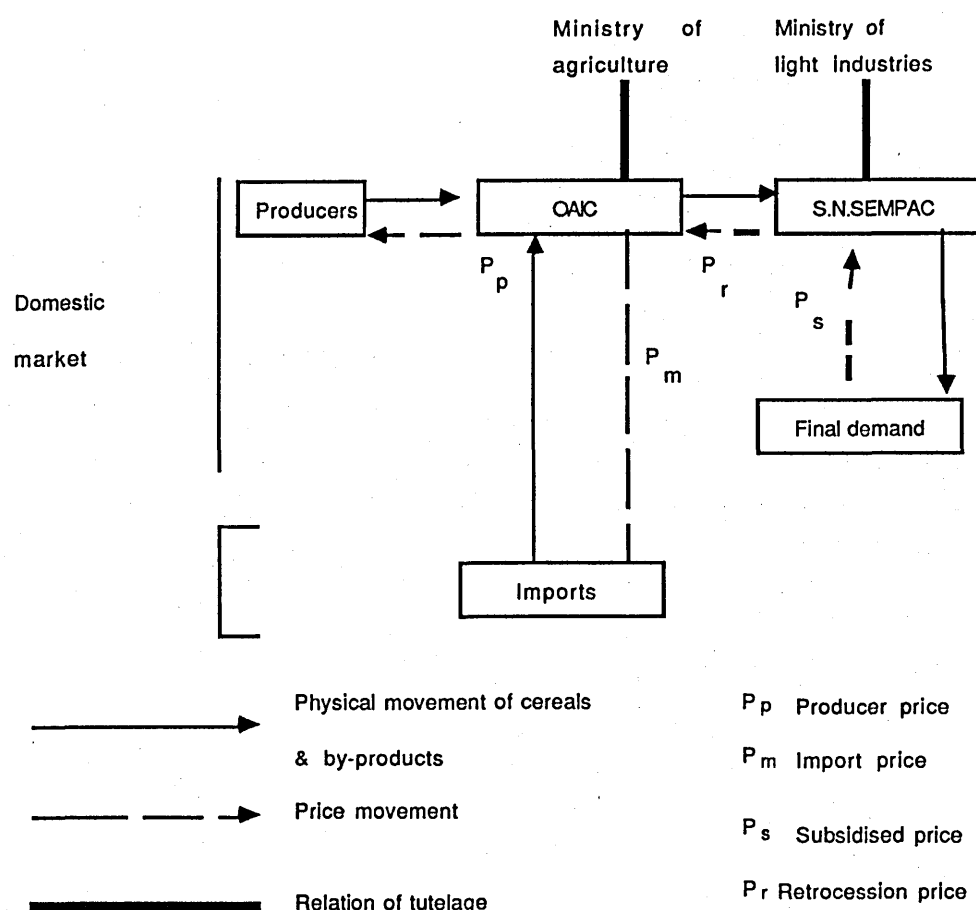 Ministry of
agriculture
Ministry of
light industries
Producers
OAIC
S.N.SEMPAC
P p
P r
P s
P m
Domestic
market
Final demand
Imports
Physical movement of cereals
& by-products
Price movement
Relation of tutelage
P p Producer price
P m Import price
P s Subsidised price
P r Retrocession price